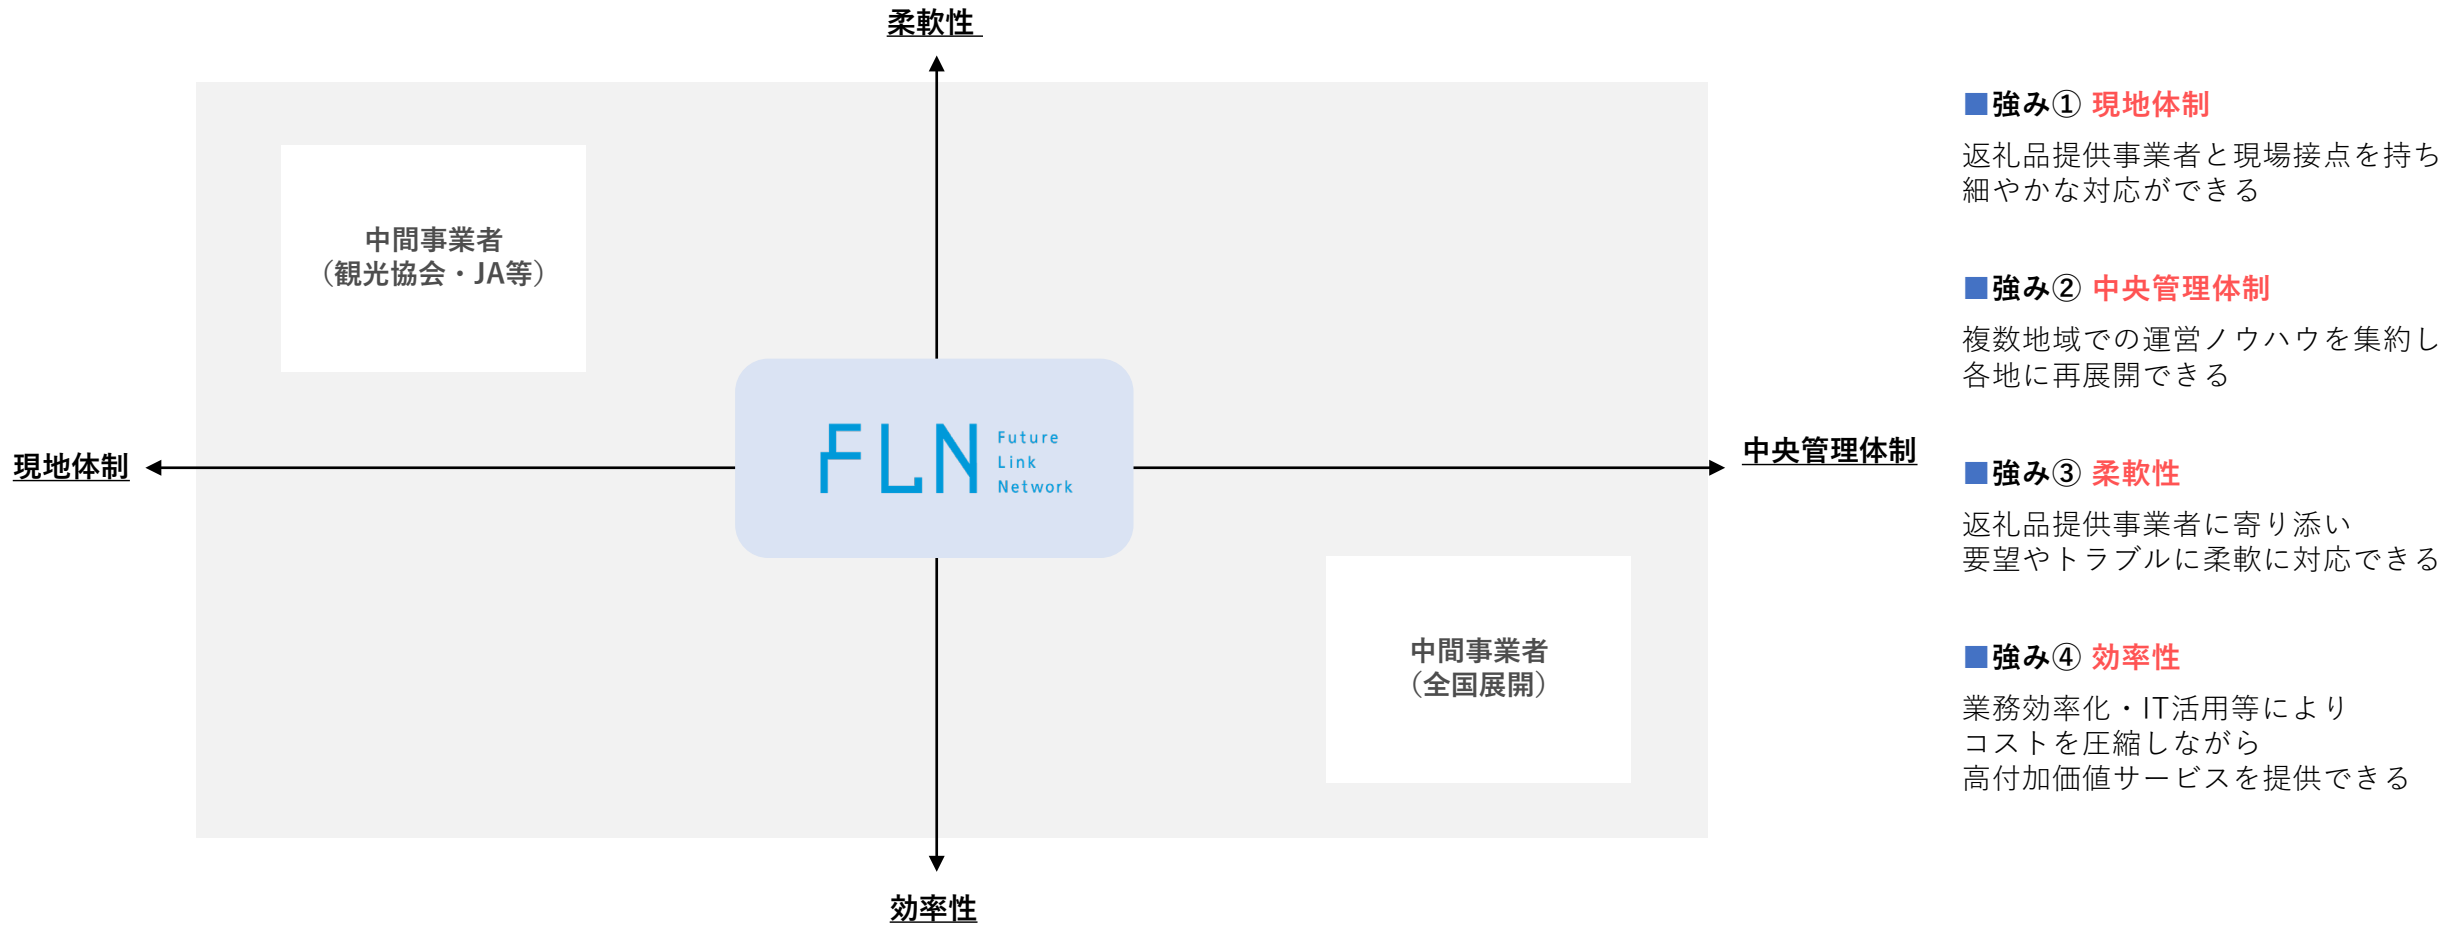 柔軟性
中間事業者
（観光協会・JA等）
現地体制
FLN
Future
Link
Network
中央管理体制
中間事業者
（全国展開）
効率性
■強み① 現地体制
返礼品提供事業者と現場接点を持ち
細やかな対応ができる
■強み② 中央管理体制
複数地域での運営ノウハウを集約し
各地に再展開できる
■強み③ 柔軟性
返礼品提供事業者に寄り添い
要望やトラブルに柔軟に対応できる
■強み④ 効率性
業務効率化・IT活用等により
コストを圧縮しながら
高付加価値サービスを提供できる